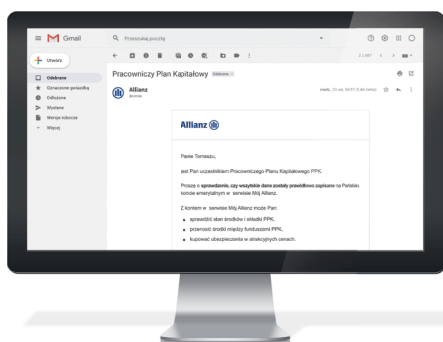 Gmail
Przeszukaj pocztę
Utwórz
Odebrane
Oznaczone gwiazdką
Odłożone
Wysłane
Wersje robocze
Więcej
Pracowniczy Plan Kapitałowy
Allianz
do mnie
Allianz
Panie Tomaszu,
jest Pan uczestnikiem Pracowniczego Planu Kapitałowego PPK.
Proszę o sprawdzenie, czy wszystkie dane zostały prawidłowo zapisane na Pańskim
koncie emerytalnym w serwisie Mój Allianz.
Z kontem w serwisie Mój Allianz może Pan:
sprawdzić stan środków i składki PPK,
przenosić środki między funduszami PPK,
kupować ubezpieczenia w atrakcyjnych cenach.